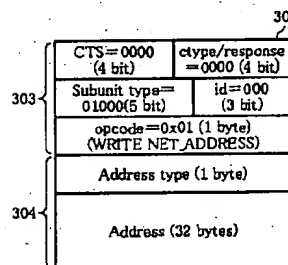 30
CTS=0000
(4 bit)
ctype/response
=0000 (4 bit)
303
Subunit type=
01000(5 bit)
id=000
(3 bit)
opcode=0x01 (1 byte)
(WRITE NET_ADDRESS)
Address type (1 byte)
304
Address (32 bytes)